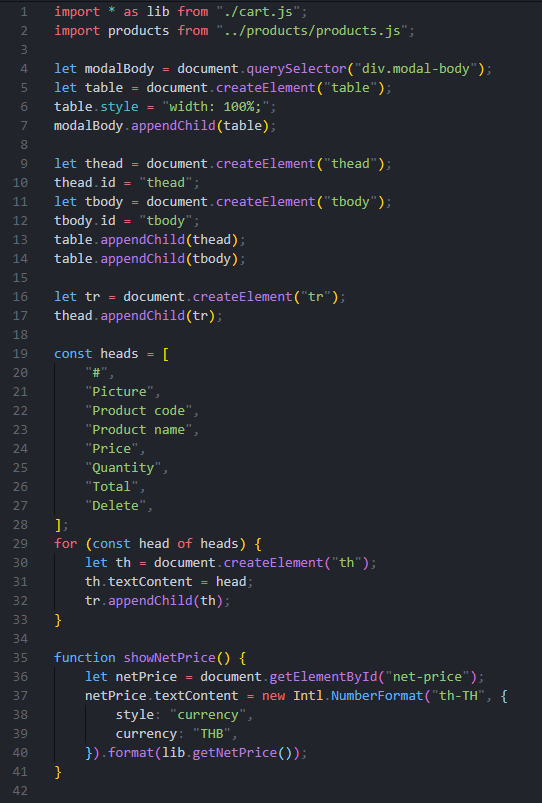 1 import * as lib from "./cart.js";
2 import products from "../products/products.js";
3
4 let modalBody = document.querySelector("div.modal-body");
5 let table = document.createElement("table");
6 table.style = "width: 100%;";
7 modalBody.appendChild(table);
8
9 let thead = document.createElement("thead");
10 thead.id = "thead";
11 let tbody = document.createElement("tbody");
12 tbody.id = "tbody";
13 table.appendChild(thead);
14 table.appendChild(tbody);
15
16 let tr = document.createElement("tr");
17 thead.appendChild(tr);
18
19 const heads = [
20     "#",
21     "Picture",
22     "Product code",
23     "Product name",
24     "Price",
25     "Quantity",
26     "Total",
27     "Delete",
28 ];
29 for (const head of heads) {
30     let th = document.createElement("th");
31     th.textContent = head;
32     tr.appendChild(th);
33 }
34
35 function showNetPrice() {
36     let netPrice = document.getElementById("net-price");
37     netPrice.textContent = new Intl.NumberFormat("th-TH", {
38         style: "currency",
39         currency: "THB",
40     }).format(lib.getNetPrice());
41 }
42